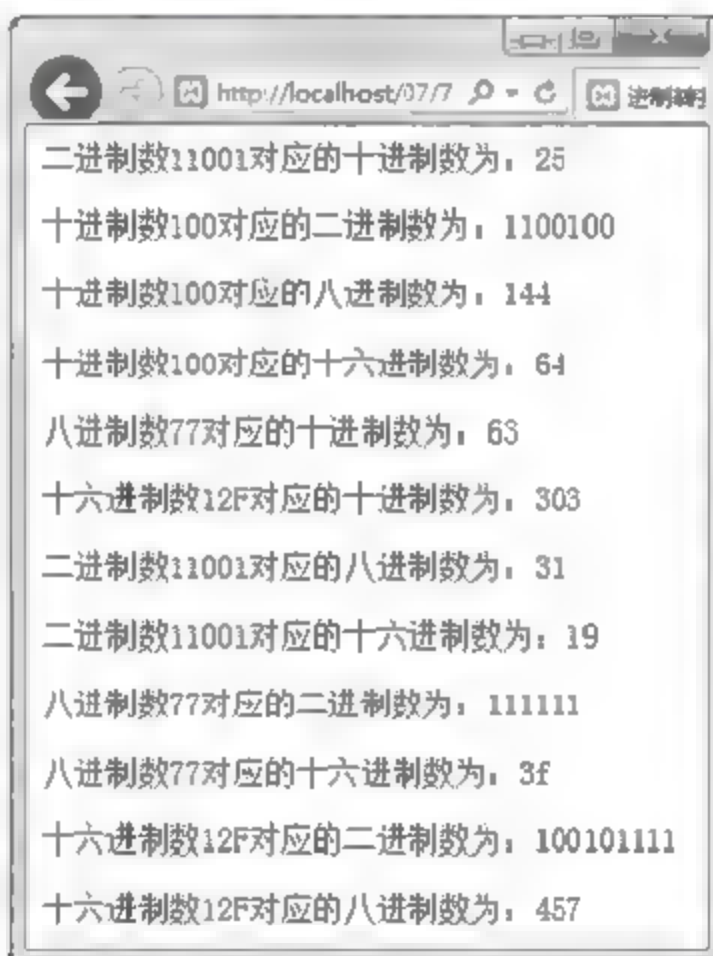 http://localhost/07/7
二进制数11001对应的十进制数为：25
十进制数100对应的二进制数为：1100100
十进制数100对应的八进制数为：144
十进制数100对应的十六进制数为：64
八进制数77对应的十进制数为：63
十六进制数12F对应的十进制数为：303
二进制数11001对应的八进制数为：31
二进制数11001对应的十六进制数为：19
八进制数77对应的二进制数为：111111
八进制数77对应的十六进制数为：3f
十六进制数12F对应的二进制数为：100101111
十六进制数12F对应的八进制数为：457